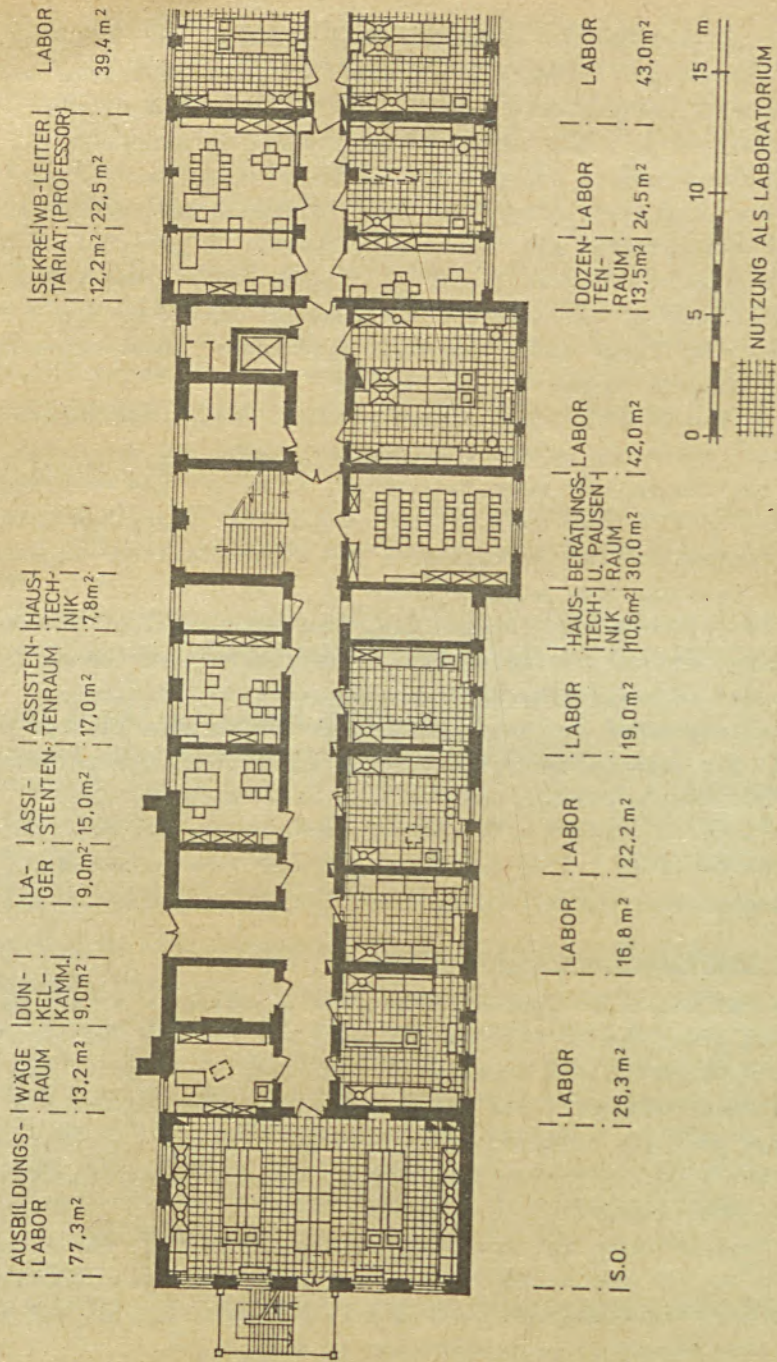 AUSBILDUNGS-
LABOR
77,3 m²
WÄGE
RAUM
13,2 m²
DUN-
KEL-
KAMM.
9,0 m²
LA-
GER
9,0 m²
ASSI-
STENTEN-
15,0 m²
ASSISTEN-
TENRAUM
17,0 m²
HAUS-
TECH-
NIK
7,8 m²
SEKRE-
TARIAT
12,2 m²
WB-LEITER
(PROFESSOR)
22,5 m²
LABOR
39,4 m²
S.O.
LABOR
26,3 m²
LABOR
16,8 m²
LABOR
22,2 m²
LABOR
19,0 m²
HAUS-
TECH-
NIK
10,6 m²
BERATUNGS-
U. PAUSEN-
RAUM
30,0 m²
LABOR
42,0 m²
DOZEN-
TEN-
RAUM
13,5 m²
LABOR
24,5 m²
LABOR
43,0 m²
0 5 10 15 m
NUTZUNG ALS LABORATORIUM